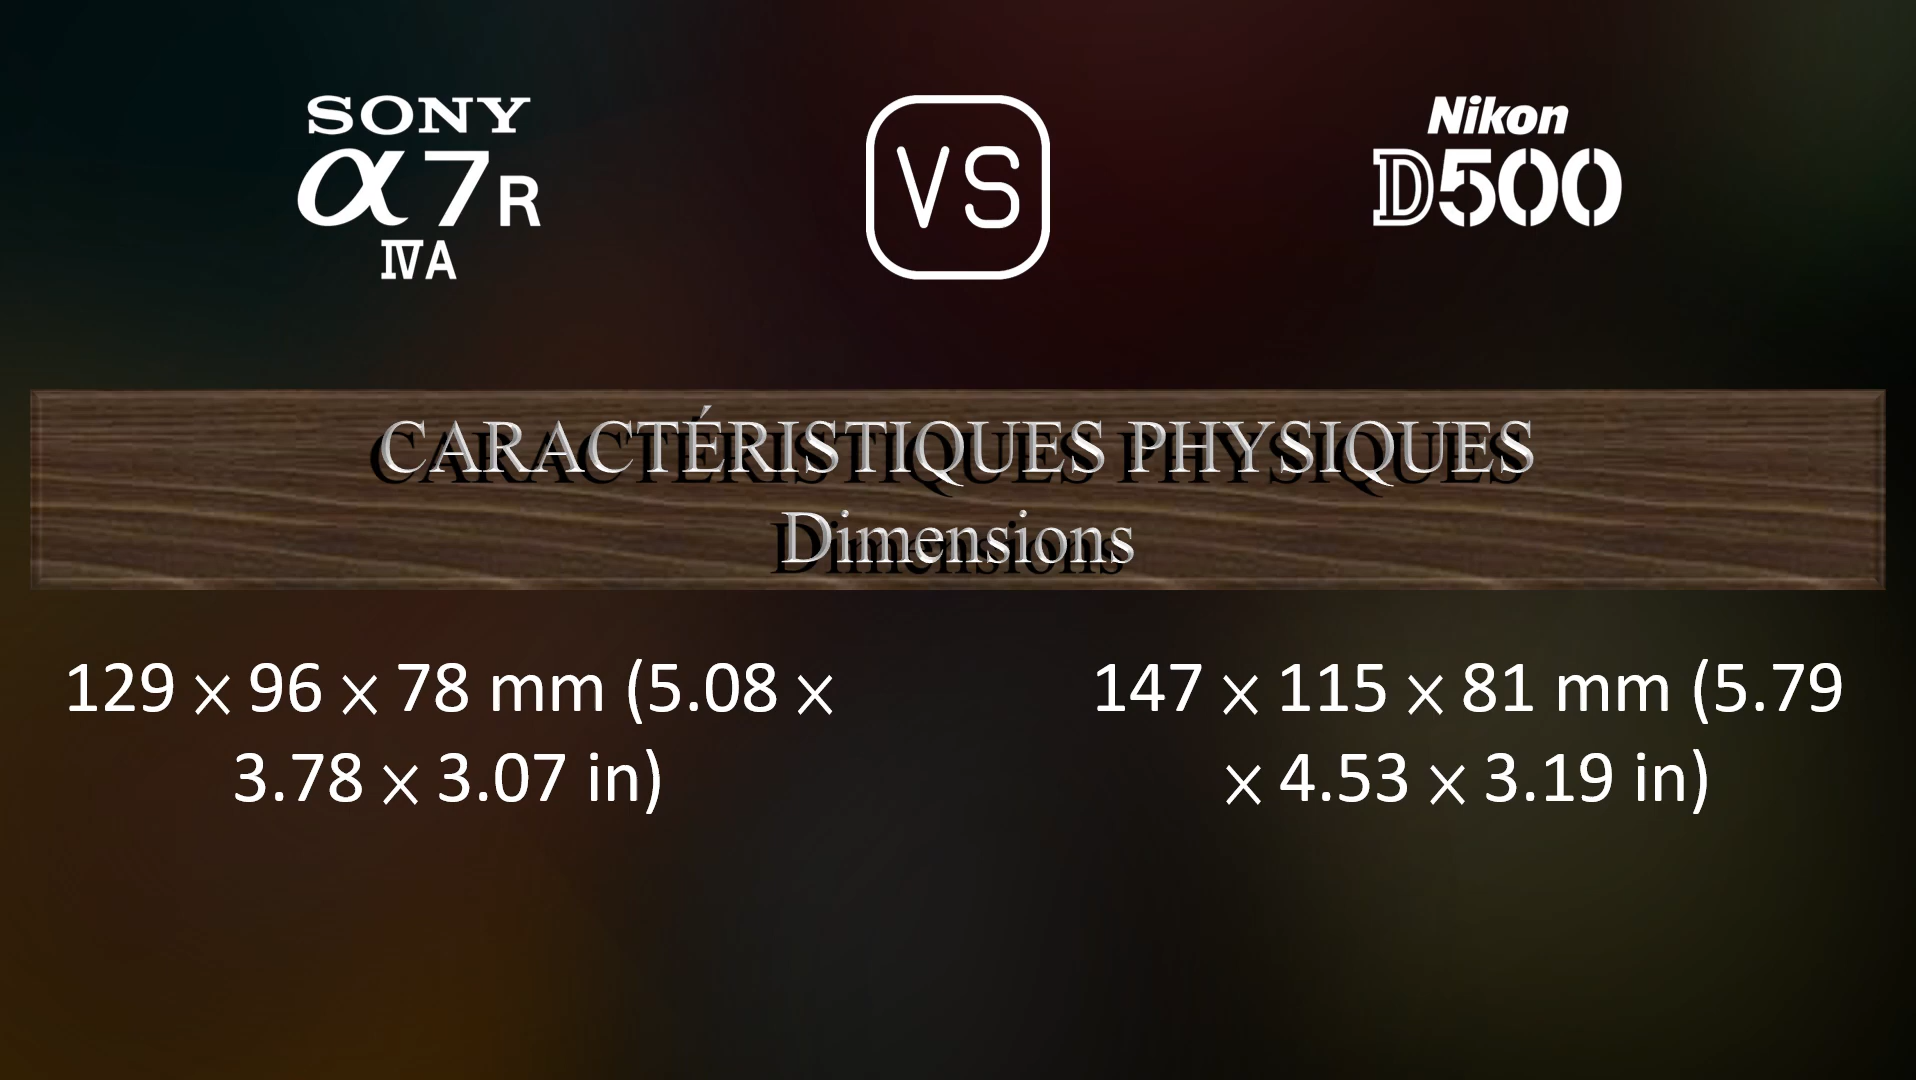 SONY
α7R
IVA
VS
Nikon
D500
CARACTÉRISTIQUES PHYSIQUES
Dimensions
129 x 96 x 78 mm (5.08 x
3.78 x 3.07 in)
147 x 115 x 81 mm (5.79
x 4.53 x 3.19 in)